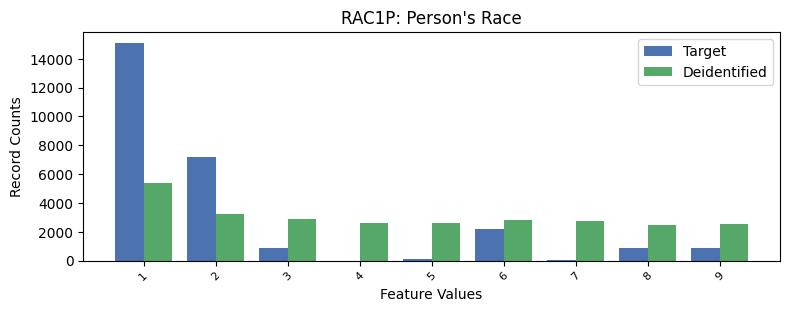 RAC1P: Person's Race
Target
Deidentified
Record Counts
14000
12000
10000
8000
6000
4000
2000
0
1 2 3 4 5 6 7 8 9
Feature Values